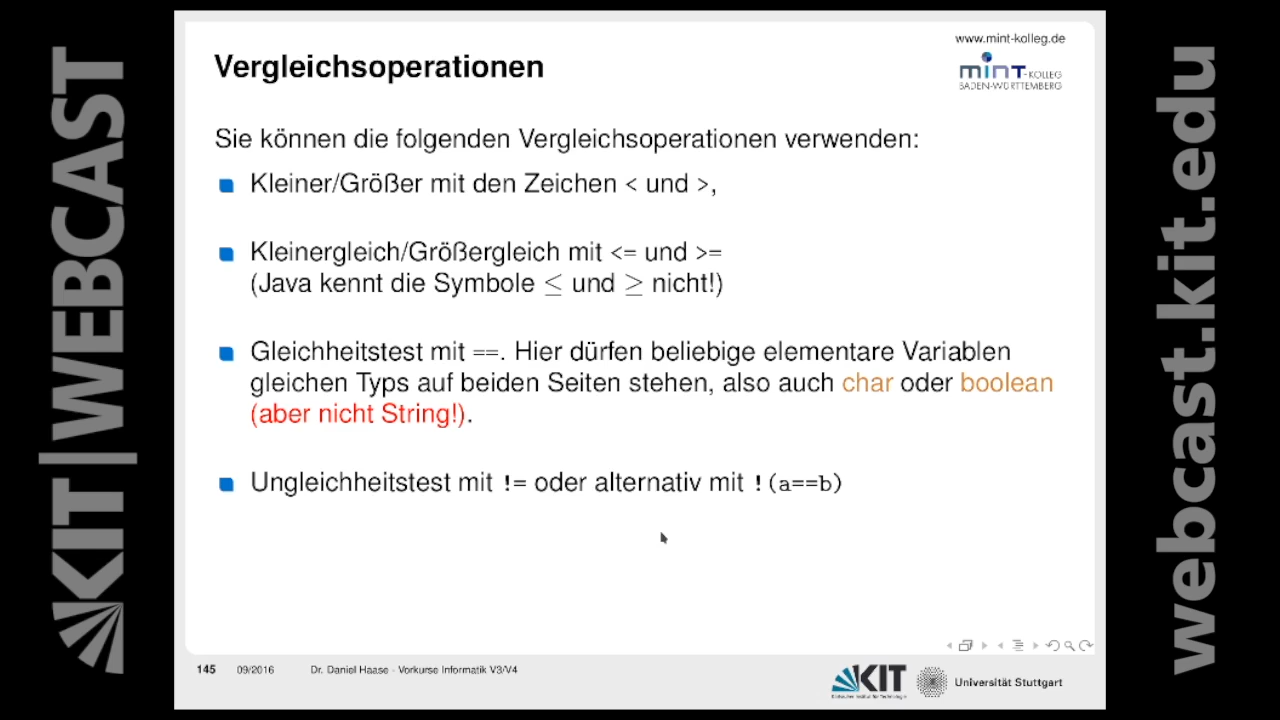 KIT|WEBCAST
www.mint-kolleg.de
Vergleichsoperationen
mint-KOLLEG
BADEN-WÜRTTEMBERG
Sie können die folgenden Vergleichsoperationen verwenden:
Kleiner/Größer mit den Zeichen < und >,
Kleinergleich/Größergleich mit <= und >=
(Java kennt die Symbole ≤ und ≥ nicht!)
Gleichheitstest mit ==. Hier dürfen beliebige elementare Variablen
gleichen Typs auf beiden Seiten stehen, also auch char oder boolean
(aber nicht String!).
Ungleichheitstest mit != oder alternativ mit !(a==b)
145 09/2016 Dr. Daniel Haase - Vorkurse Informatik V3/V4
KIT
Universität Stuttgart
webcast.kit.edu